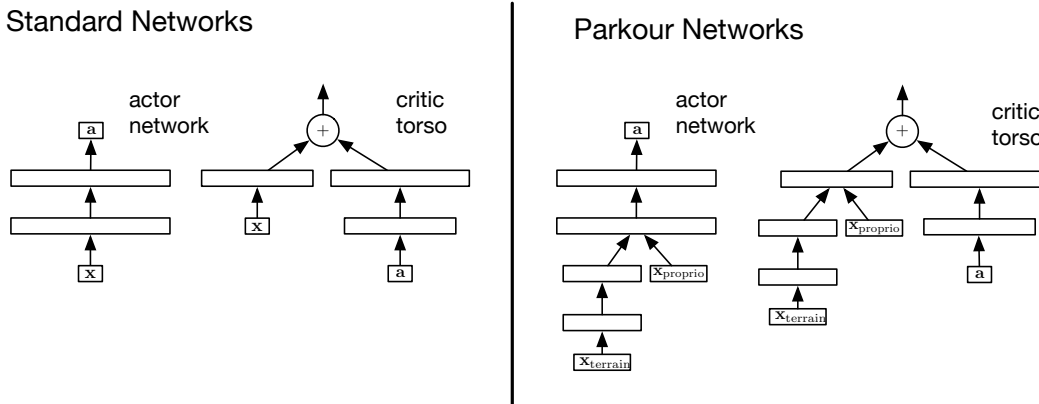 Standard Networks
actor
network
critic
torso
a
+
x
x
a
Parkour Networks
actor
network
critic
torso
a
+
x_proprio
x_proprio
a
x_terrain
x_terrain